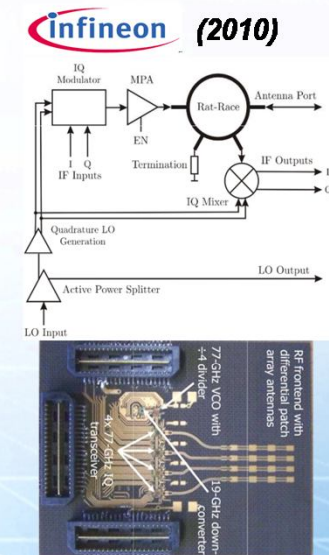 infineon (2010)
IQ
Modulator
MPA
Rat-Race
Antenna Port
EN
I Q
IF Inputs
Termination
IF Outputs
I
Q
IQ Mixer
Quadrature LO
Generation
LO Output
Active Power Splitter
LO Input
RF frontend with
differential patch
array antennas
77-GHz VCO with
÷4 divider
19-GHz down-
converter
4x 77-GHz IQ
transceiver